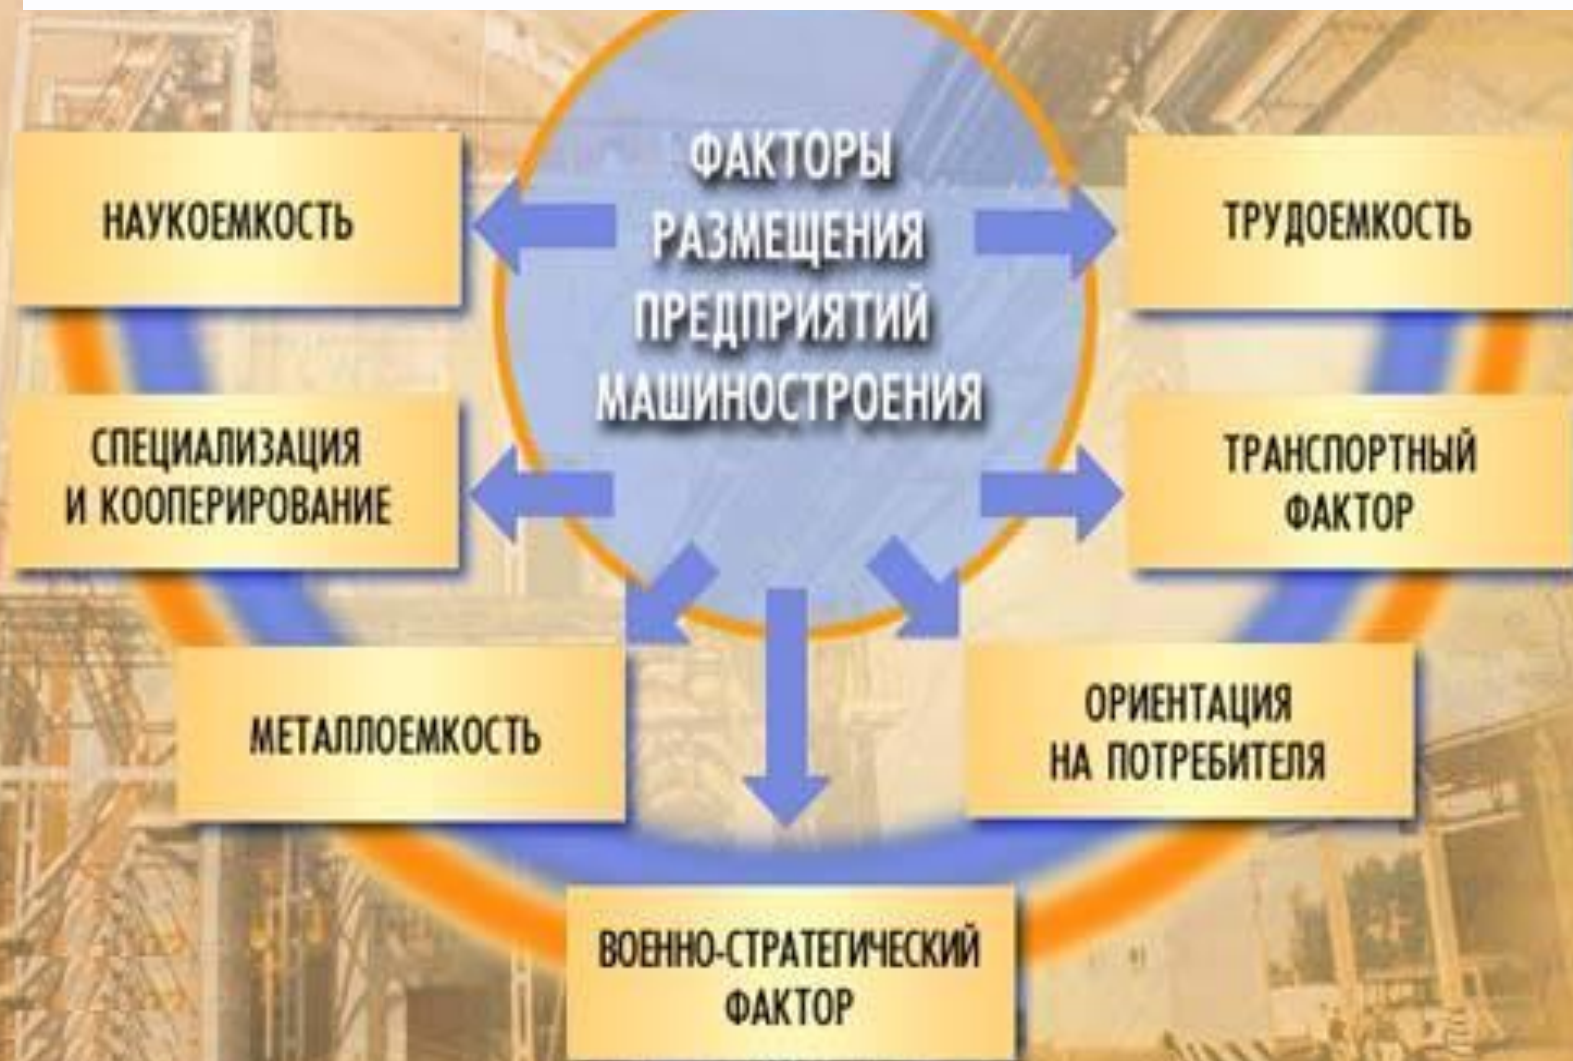 ФАКТОРЫ
РАЗМЕЩЕНИЯ
ПРЕДПРИЯТИЙ
МАШИНОСТРОЕНИЯ
НАУКОЕМКОСТЬ
ТРУДОЕМКОСТЬ
СПЕЦИАЛИЗАЦИЯ
И КООПЕРИРОВАНИЕ
ТРАНСПОРТНЫЙ
ФАКТОР
МЕТАЛЛОЕМКОСТЬ
ОРИЕНТАЦИЯ
НА ПОТРЕБИТЕЛЯ
ВОЕННО-СТРАТЕГИЧЕСКИЙ
ФАКТОР